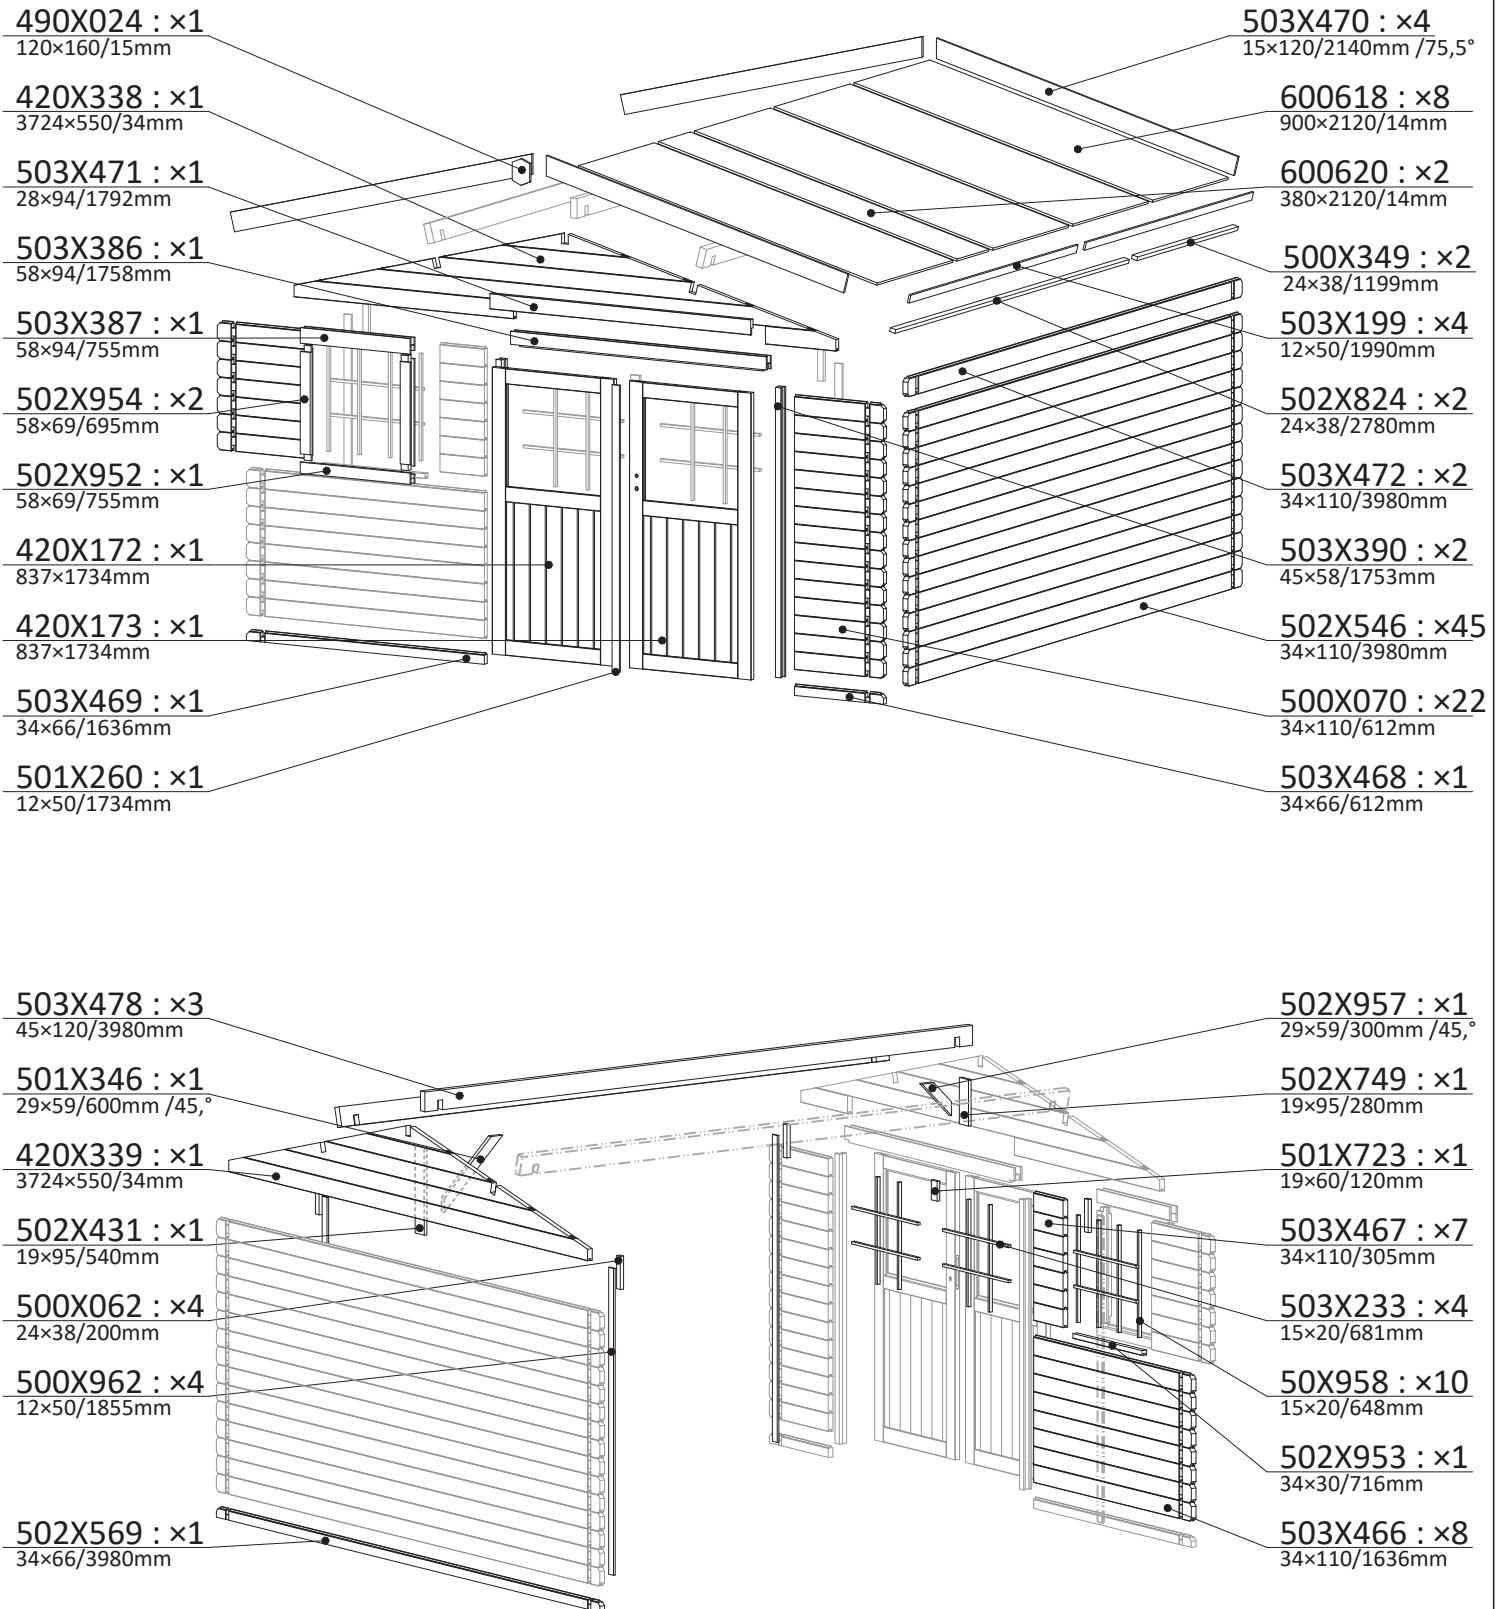 490X024 : ×1
120×160/15mm
420X338 : ×1
3724×550/34mm
503X471 : ×1
28×94/1792mm
503X386 : ×1
58×94/1758mm
503X387 : ×1
58×94/755mm
502X954 : ×2
58×69/695mm
502X952 : ×1
58×69/755mm
420X172 : ×1
837×1734mm
420X173 : ×1
837×1734mm
503X469 : ×1
34×66/1636mm
501X260 : ×1
12×50/1734mm
503X470 : ×4
15×120/2140mm /75,5°
600618 : ×8
900×2120/14mm
600620 : ×2
380×2120/14mm
500X349 : ×2
24×38/1199mm
503X199 : ×4
12×50/1990mm
502X824 : ×2
24×38/2780mm
503X472 : ×2
34×110/3980mm
503X390 : ×2
45×58/1753mm
502X546 : ×45
34×110/3980mm
500X070 : ×22
34×110/612mm
503X468 : ×1
34×66/612mm
503X478 : ×3
45×120/3980mm
501X346 : ×1
29×59/600mm /45,°
420X339 : ×1
3724×550/34mm
502X431 : ×1
19×95/540mm
500X062 : ×4
24×38/200mm
500X962 : ×4
12×50/1855mm
502X569 : ×1
34×66/3980mm
502X957 : ×1
29×59/300mm /45,°
502X749 : ×1
19×95/280mm
501X723 : ×1
19×60/120mm
503X467 : ×7
34×110/305mm
503X233 : ×4
15×20/681mm
50X958 : ×10
15×20/648mm
502X953 : ×1
34×30/716mm
503X466 : ×8
34×110/1636mm